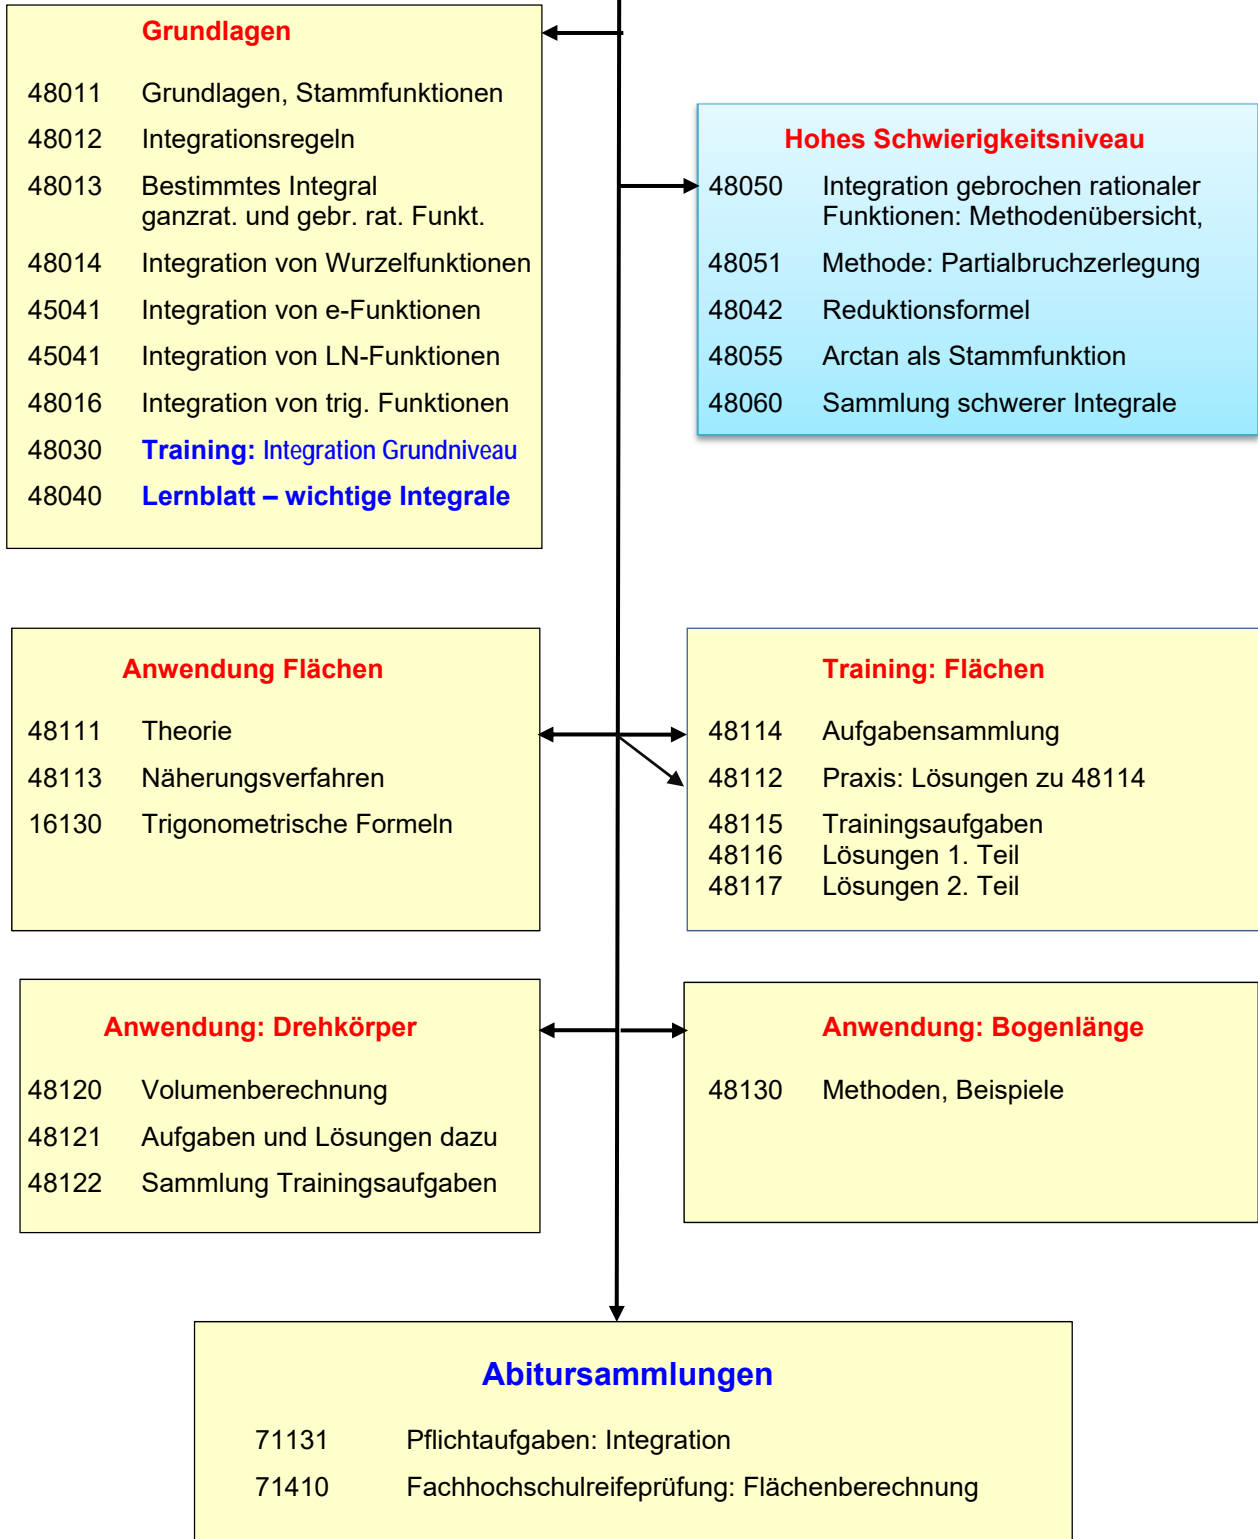 Grundlagen
48011 Grundlagen, Stammfunktionen
48012 Integrationsregeln
48013 Bestimmtes Integral
ganzrat. und gebr. rat. Funkt.
48014 Integration von Wurzelfunktionen
45041 Integration von e-Funktionen
45041 Integration von LN-Funktionen
48016 Integration von trig. Funktionen
48030 Training: Integration Grundniveau
48040 Lernblatt – wichtige Integrale
Hohes Schwierigkeitsniveau
48050 Integration gebrochen rationaler
Funktionen: Methodenübersicht,
48051 Methode: Partialbruchzerlegung
48042 Reduktionsformel
48055 Arctan als Stammfunktion
48060 Sammlung schwerer Integrale
Anwendung Flächen
48111 Theorie
48113 Näherungsverfahren
16130 Trigonometrische Formeln
Training: Flächen
48114 Aufgabensammlung
48112 Praxis: Lösungen zu 48114
48115 Trainingsaufgaben
48116 Lösungen 1. Teil
48117 Lösungen 2. Teil
Anwendung: Drehkörper
48120 Volumenberechnung
48121 Aufgaben und Lösungen dazu
48122 Sammlung Trainingsaufgaben
Anwendung: Bogenlänge
48130 Methoden, Beispiele
Abitursammlungen
71131 Pflichtaufgaben: Integration
71410 Fachhochschulreifeprüfung: Flächenberechnung